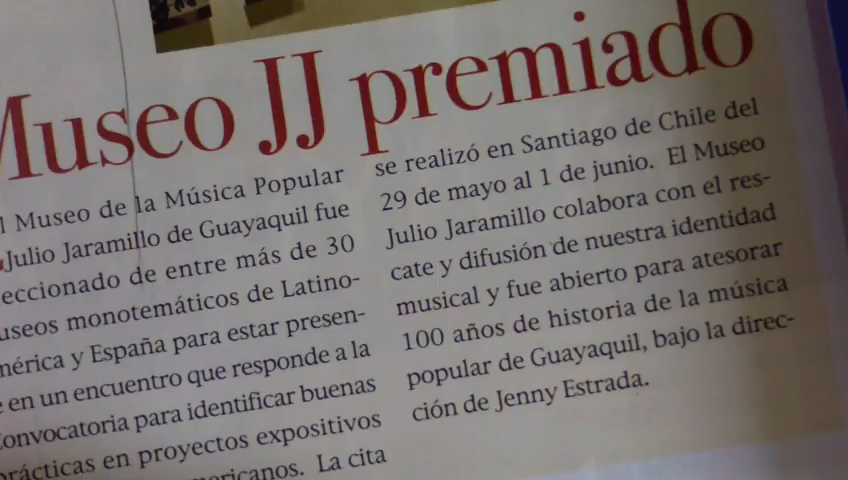 Museo JJ premiado
l Museo de la Música Popular
Julio Jaramillo de Guayaquil fue
eccionado de entre más de 30
useos monotemáticos de Latino-
mérica y España para estar presen-
e en un encuentro que responde a la
Convocatoria para identificar buenas
prácticas en proyectos expositivos
ericanos. La cita
se realizó en Santiago de Chile del
29 de mayo al 1 de junio. El Museo
Julio Jaramillo colabora con el res-
cate y difusión de nuestra identidad
musical y fue abierto para atesorar
100 años de historia de la música
popular de Guayaquil, bajo la direc-
ción de Jenny Estrada.